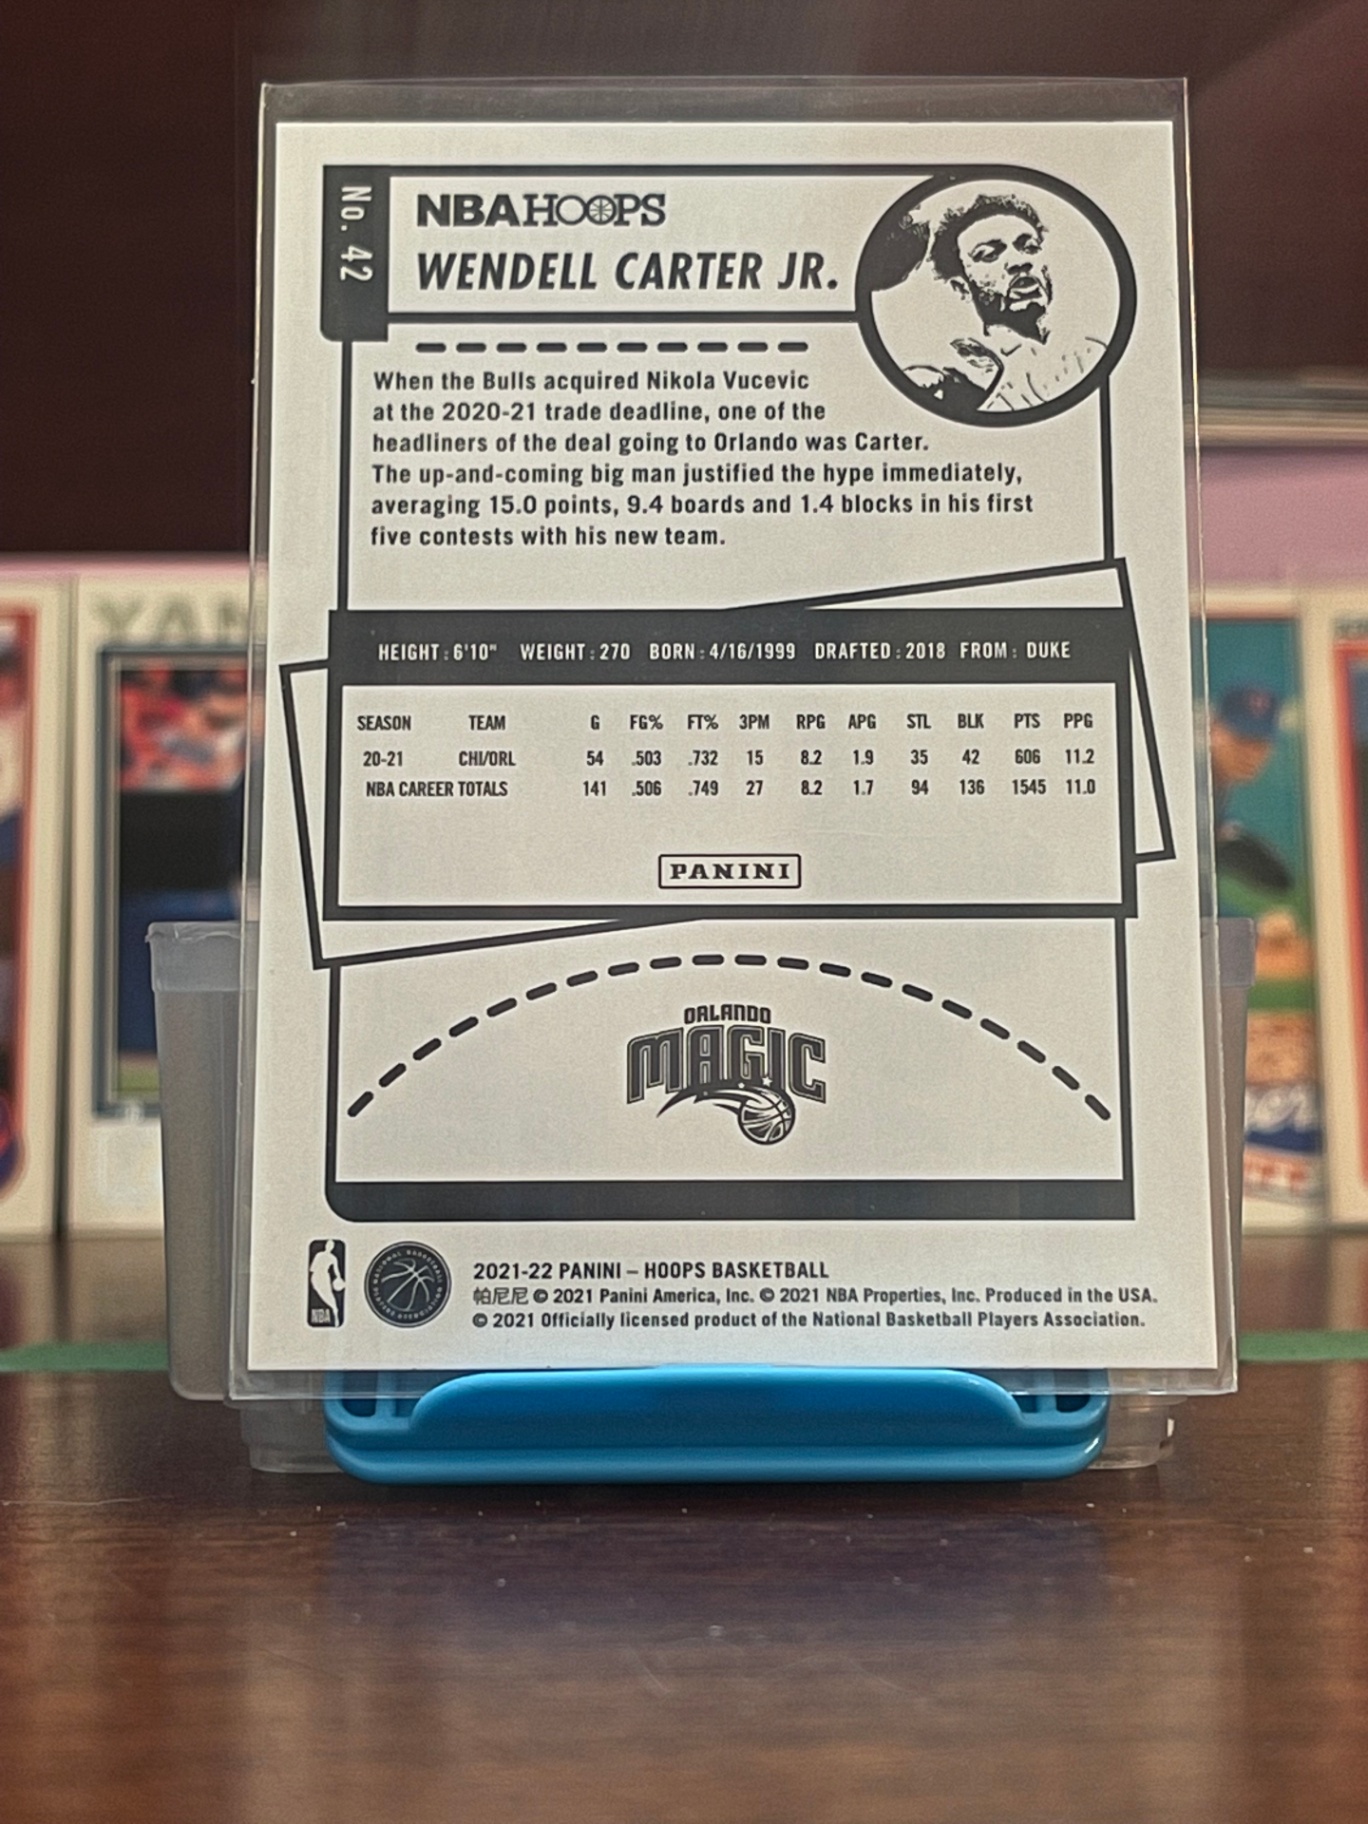 No. 42
NBA HOOPS
WENDELL CARTER JR.
When the Bulls acquired Nikola Vucevic
at the 2020-21 trade deadline, one of the
headliners of the deal going to Orlando was Carter.
The up-and-coming big man justified the hype immediately,
averaging 15.0 points, 9.4 boards and 1.4 blocks in his first
five contests with his new team.
HEIGHT: 6'10" WEIGHT: 270 BORN: 4/16/1999 DRAFTED: 2018 FROM: DUKE
SEASON TEAM G FG% FT% 3PM RPG APG STL BLK PTS PPG
20-21 CHI/ORL 54 .503 .732 15 8.2 1.9 35 42 606 11.2
NBA CAREER TOTALS 141 .506 .749 27 8.2 1.7 94 136 1545 11.0
PANINI
ORLANDO
MAGIC
NBA
2021-22 PANINI – HOOPS BASKETBALL
帕尼尼 © 2021 Panini America, Inc. © 2021 NBA Properties, Inc. Produced in the USA.
© 2021 Officially licensed product of the National Basketball Players Association.
YAN